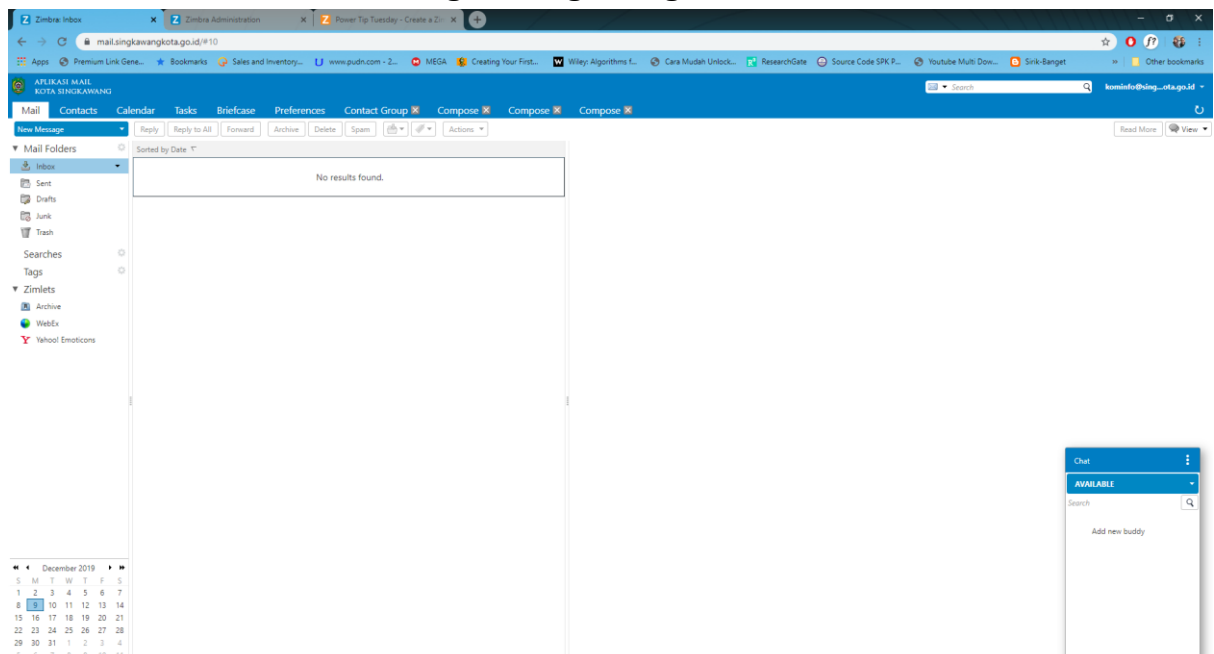 Zimbra: Inbox
Zimbra Administration
Power Tip Tuesday - Create a Zi
mail.singkawangkota.go.id/#10
Apps Premium Link Gene... Bookmarks Sales and Inventory... www.pudn.com - 2... MEGA Creating Your First... Wiley: Algorithms f... Cara Mudah Unlock... ResearchGate Source Code SPK P... Youtube Multi Dow... Sirik-Banget » Other bookmarks
APLIKASI MAIL
KOTA SINGKAWANG
Search
kominfo@sing...ota.go.id
Mail Contacts Calendar Tasks Briefcase Preferences Contact Group Compose Compose Compose
New Message Reply Reply to All Forward Archive Delete Spam Actions Read More View
Mail Folders
Sorted by Date
Inbox
No results found.
Sent
Drafts
Junk
Trash
Searches
Tags
Zimlets
Archive
WebEx
Yahoo! Emoticons
Chat
AVAILABLE
Search
Add new buddy
December 2019
S M T W T F S
1 2 3 4 5 6 7
8 9 10 11 12 13 14
15 16 17 18 19 20 21
22 23 24 25 26 27 28
29 30 31 1 2 3 4